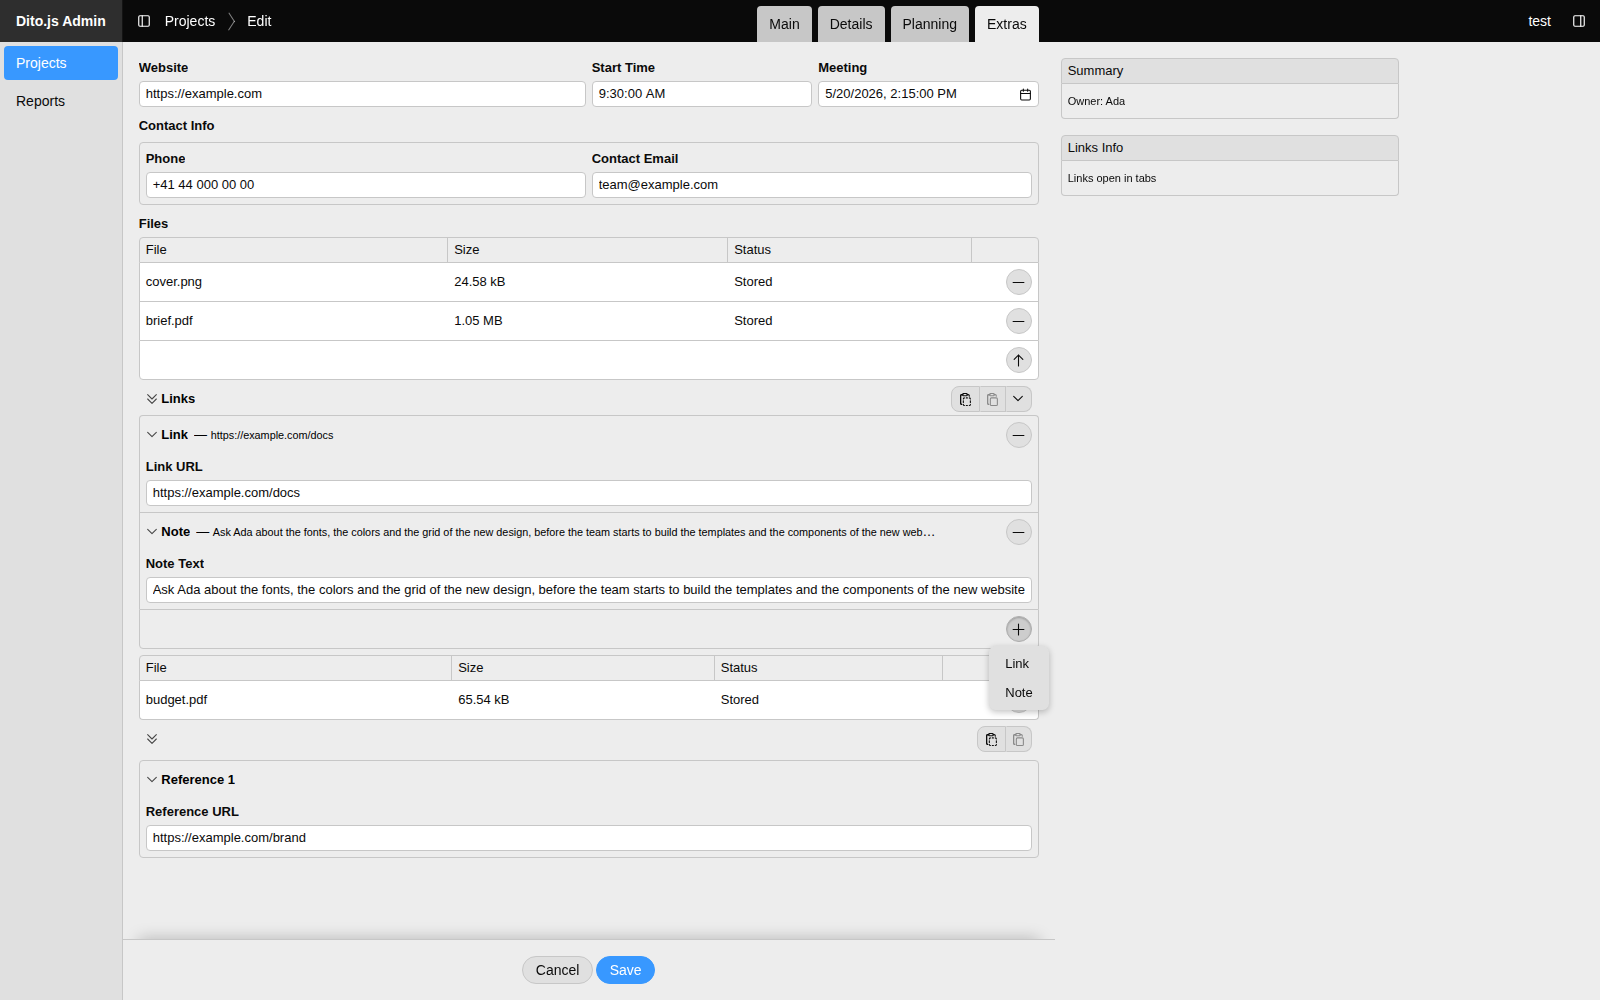 Dito.js Admin
Projects
Edit
Main
Details
Planning
Extras
test
Projects
Reports
Website
Start Time
Meeting
https://example.com
9:30:00 AM
5/20/2026, 2:15:00 PM
Contact Info
Phone
Contact Email
+41 44 000 00 00
team@example.com
Files
File
Size
Status
cover.png
24.58 kB
Stored
brief.pdf
1.05 MB
Stored
Links
Link — https://example.com/docs
Link URL
https://example.com/docs
Note — Ask Ada about the fonts, the colors and the grid of the new design, before the team starts to build the templates and the components of the new web…
Note Text
Ask Ada about the fonts, the colors and the grid of the new design, before the team starts to build the templates and the components of the new website
Link
Note
File
Size
Status
budget.pdf
65.54 kB
Stored
Reference 1
Reference URL
https://example.com/brand
Cancel
Save
Summary
Owner: Ada
Links Info
Links open in tabs